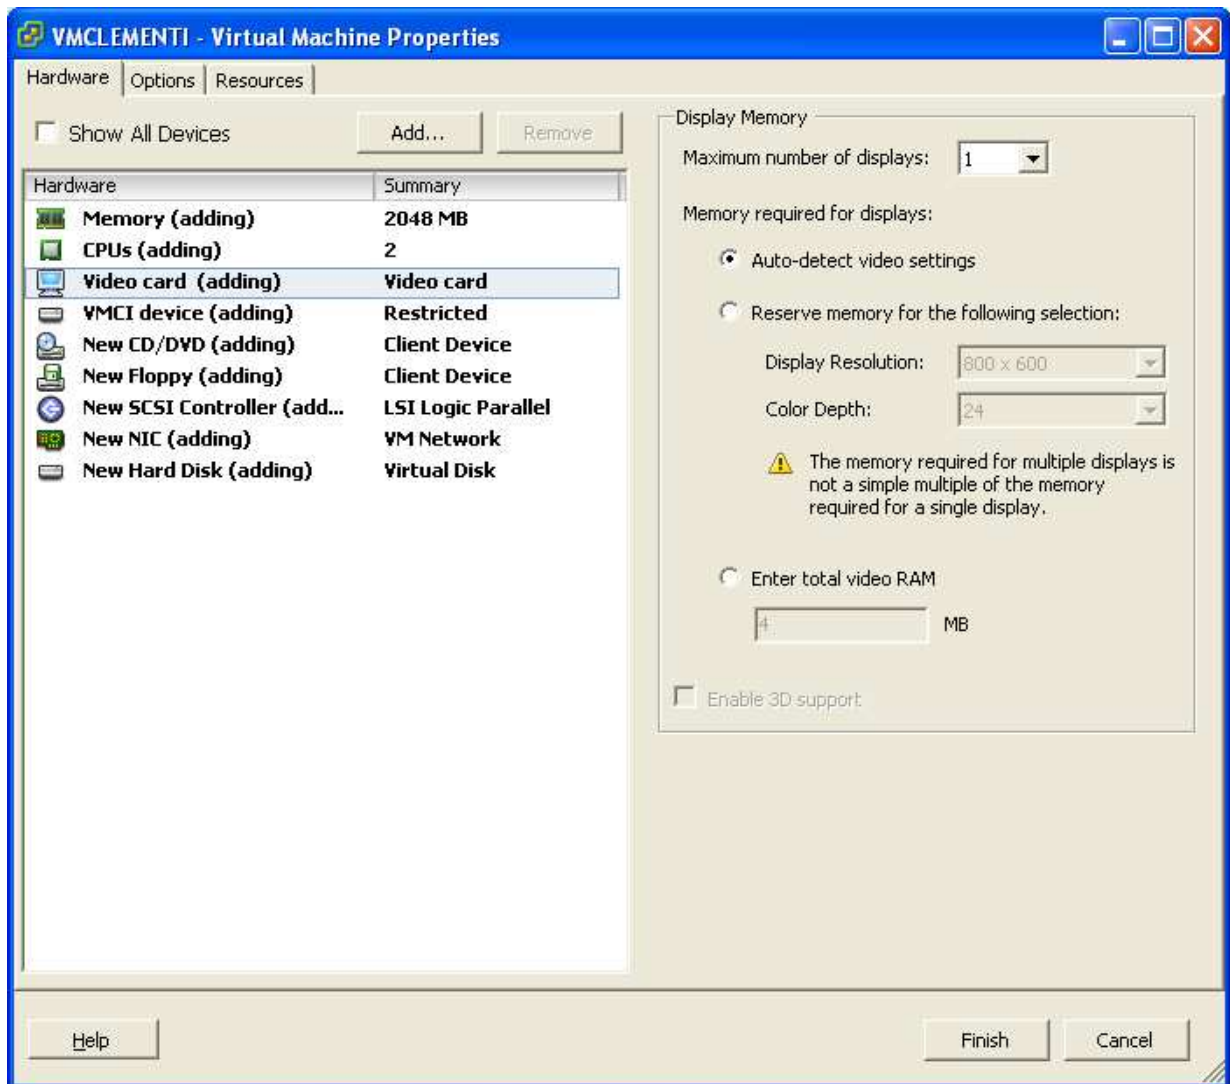 VMCLEMENTI - Virtual Machine Properties
Hardware Options Resources
Show All Devices Add... Remove
Hardware Summary
Memory (adding) 2048 MB
CPUs (adding) 2
Video card (adding) Video card
VMCI device (adding) Restricted
New CD/DVD (adding) Client Device
New Floppy (adding) Client Device
New SCSI Controller (add... LSI Logic Parallel
New NIC (adding) VM Network
New Hard Disk (adding) Virtual Disk
Display Memory
Maximum number of displays: 1
Memory required for displays:
Auto-detect video settings
Reserve memory for the following selection:
Display Resolution: 800 x 600
Color Depth: 24
The memory required for multiple displays is
not a simple multiple of the memory
required for a single display.
Enter total video RAM
4 MB
Enable 3D support
Help Finish Cancel